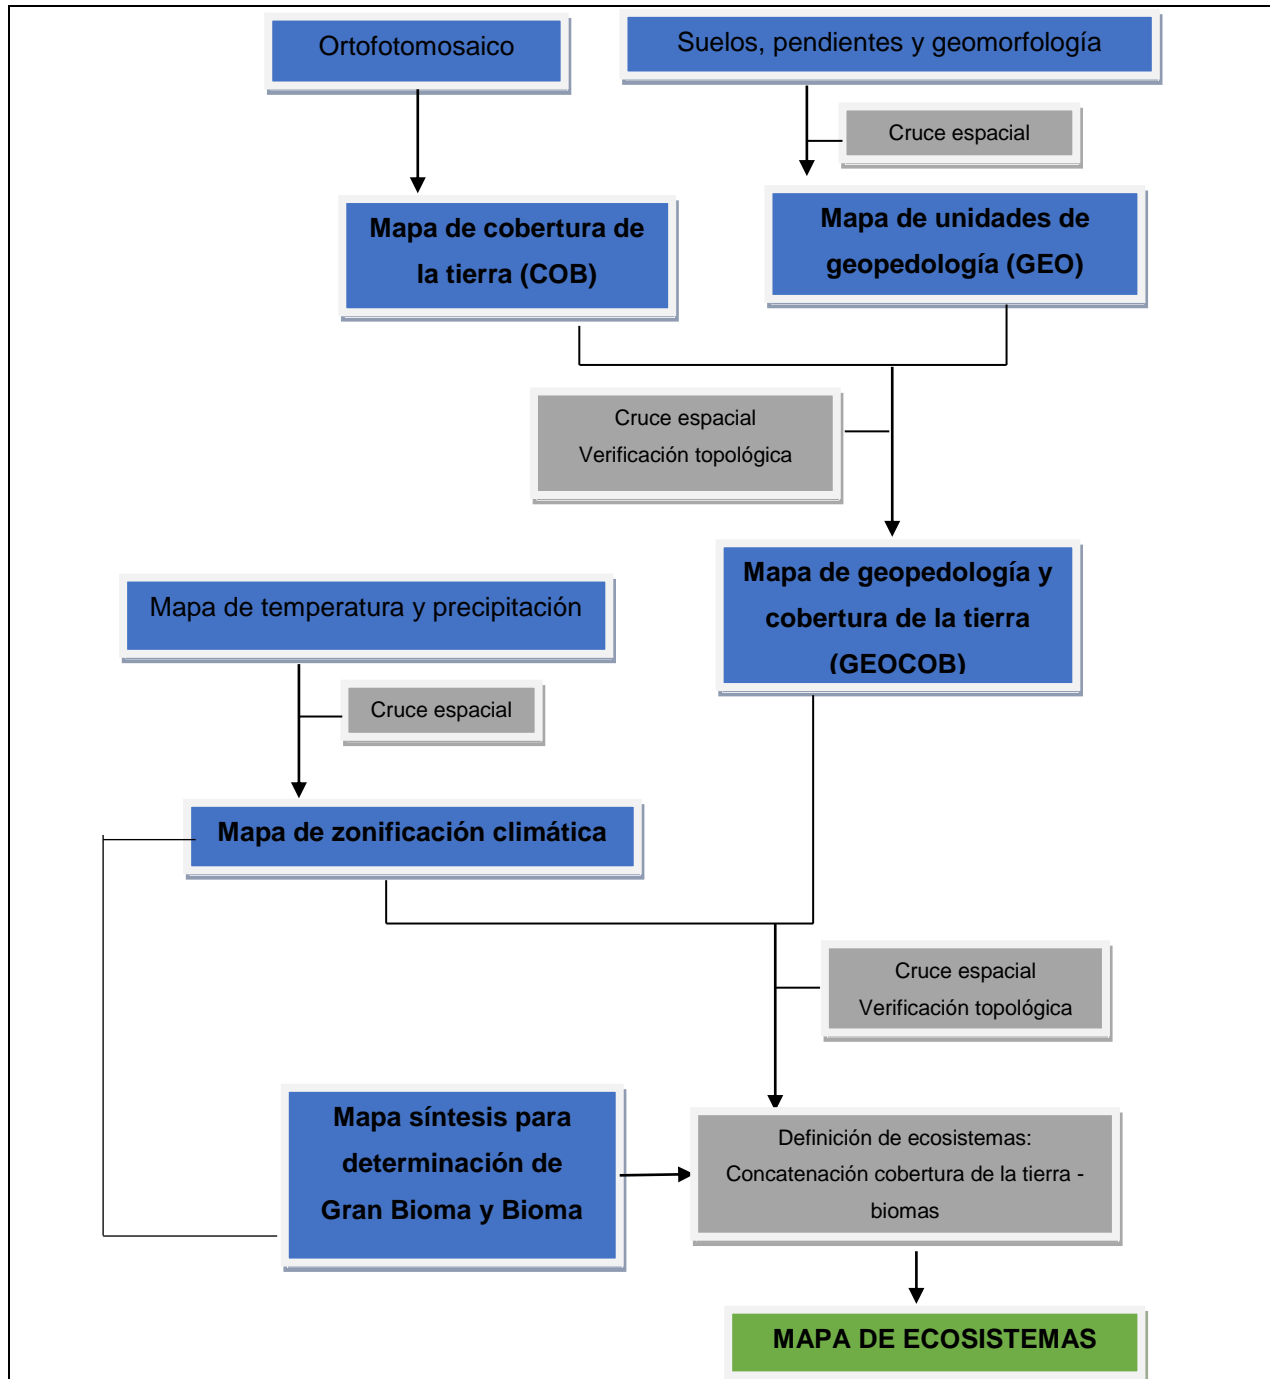 Ortofotomosaico
Suelos, pendientes y geomorfología
Cruce espacial
Mapa de cobertura de
la tierra (COB)
Mapa de unidades de
geopedología (GEO)
Cruce espacial
Verificación topológica
Mapa de geopedología y
cobertura de la tierra
(GEOCOB)
Mapa de temperatura y precipitación
Cruce espacial
Mapa de zonificación climática
Cruce espacial
Verificación topológica
Mapa síntesis para
determinación de
Gran Bioma y Bioma
Definición de ecosistemas:
Concatenación cobertura de la tierra -
biomas
MAPA DE ECOSISTEMAS